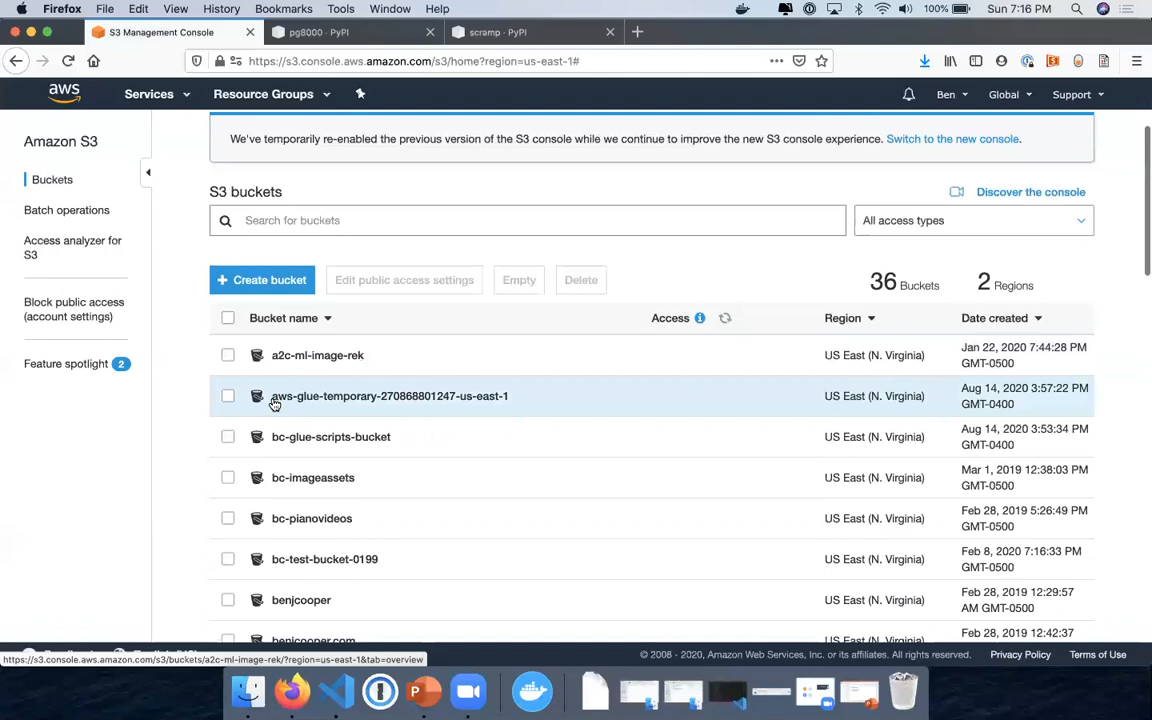 Firefox File Edit View History Bookmarks Tools Window Help 100% Sun 7:16 PM
S3 Management Console pg8000 · PyPI scramp · PyPI
https://s3.console.aws.amazon.com/s3/home?region=us-east-1#
aws Services Resource Groups Ben Global Support
Amazon S3
Buckets
Batch operations
Access analyzer for
S3
Block public access
(account settings)
Feature spotlight 2
We've temporarily re-enabled the previous version of the S3 console while we continue to improve the new S3 console experience. Switch to the new console.
S3 buckets Discover the console
Search for buckets All access types
+ Create bucket Edit public access settings Empty Delete 36 Buckets 2 Regions
Bucket name Access Region Date created
a2c-ml-image-rek US East (N. Virginia) Jan 22, 2020 7:44:28 PM
GMT-0500
aws-glue-temporary-270868801247-us-east-1 US East (N. Virginia) Aug 14, 2020 3:57:22 PM
GMT-0400
bc-glue-scripts-bucket US East (N. Virginia) Aug 14, 2020 3:53:34 PM
GMT-0400
bc-imageassets US East (N. Virginia) Mar 1, 2019 12:38:03 PM
GMT-0500
bc-pianovideos US East (N. Virginia) Feb 28, 2019 5:26:49 PM
GMT-0500
bc-test-bucket-0199 US East (N. Virginia) Feb 8, 2020 7:16:33 PM
GMT-0500
benjcooper US East (N. Virginia) Feb 28, 2019 12:29:57
AM GMT-0500
benjcooper.com US East (N. Virginia) Feb 28, 2019 12:42:37
© 2008 - 2020, Amazon Web Services, Inc. or its affiliates. All rights reserved. Privacy Policy Terms of Use
https://s3.console.aws.amazon.com/s3/buckets/a2c-ml-image-rek/?region=us-east-1&tab=overview